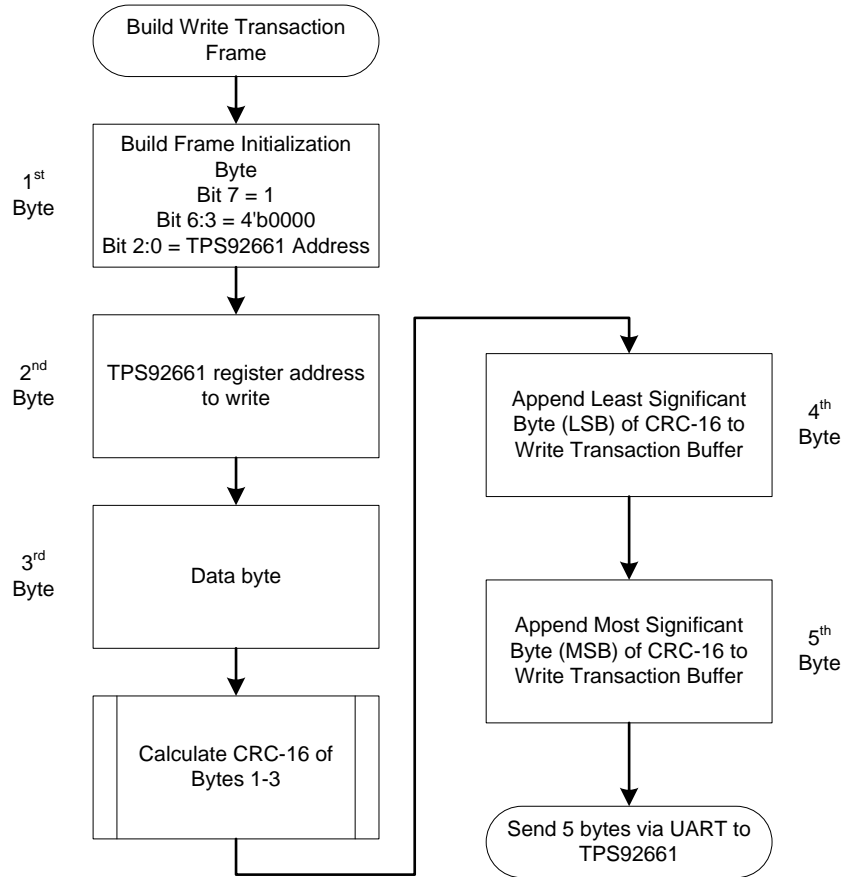 Build Write Transaction
Frame
1st
Byte
Build Frame Initialization
Byte
Bit 7 = 1
Bit 6:3 = 4'b0000
Bit 2:0 = TPS92661 Address
2nd
Byte
TPS92661 register address
to write
3rd
Byte
Data byte
Calculate CRC-16 of
Bytes 1-3
Append Least Significant
Byte (LSB) of CRC-16 to
Write Transaction Buffer
4th
Byte
Append Most Significant
Byte (MSB) of CRC-16 to
Write Transaction Buffer
5th
Byte
Send 5 bytes via UART to
TPS92661